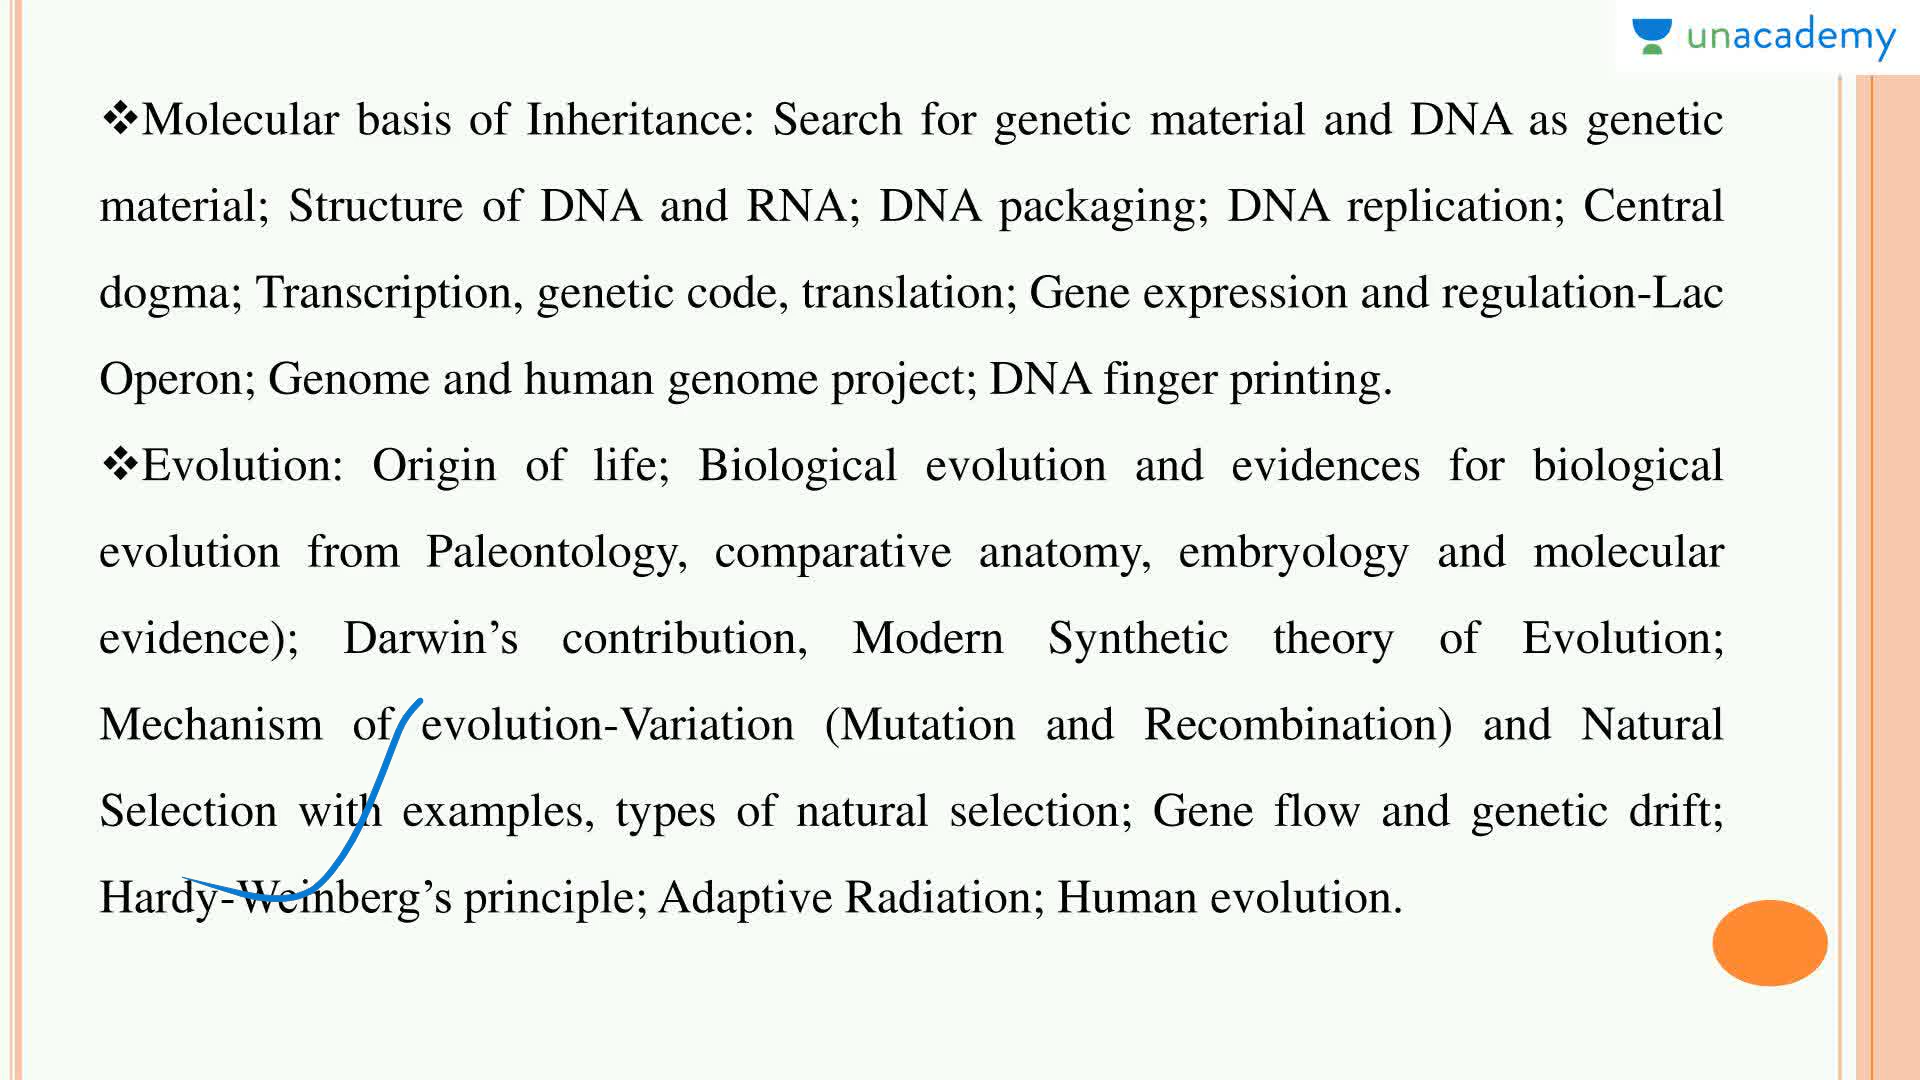 unacademy
❖Molecular basis of Inheritance: Search for genetic material and DNA as genetic
material; Structure of DNA and RNA; DNA packaging; DNA replication; Central
dogma; Transcription, genetic code, translation; Gene expression and regulation-Lac
Operon; Genome and human genome project; DNA finger printing.
❖Evolution: Origin of life; Biological evolution and evidences for biological
evolution from Paleontology, comparative anatomy, embryology and molecular
evidence); Darwin’s contribution, Modern Synthetic theory of Evolution;
Mechanism of evolution-Variation (Mutation and Recombination) and Natural
Selection with examples, types of natural selection; Gene flow and genetic drift;
Hardy-Weinberg’s principle; Adaptive Radiation; Human evolution.